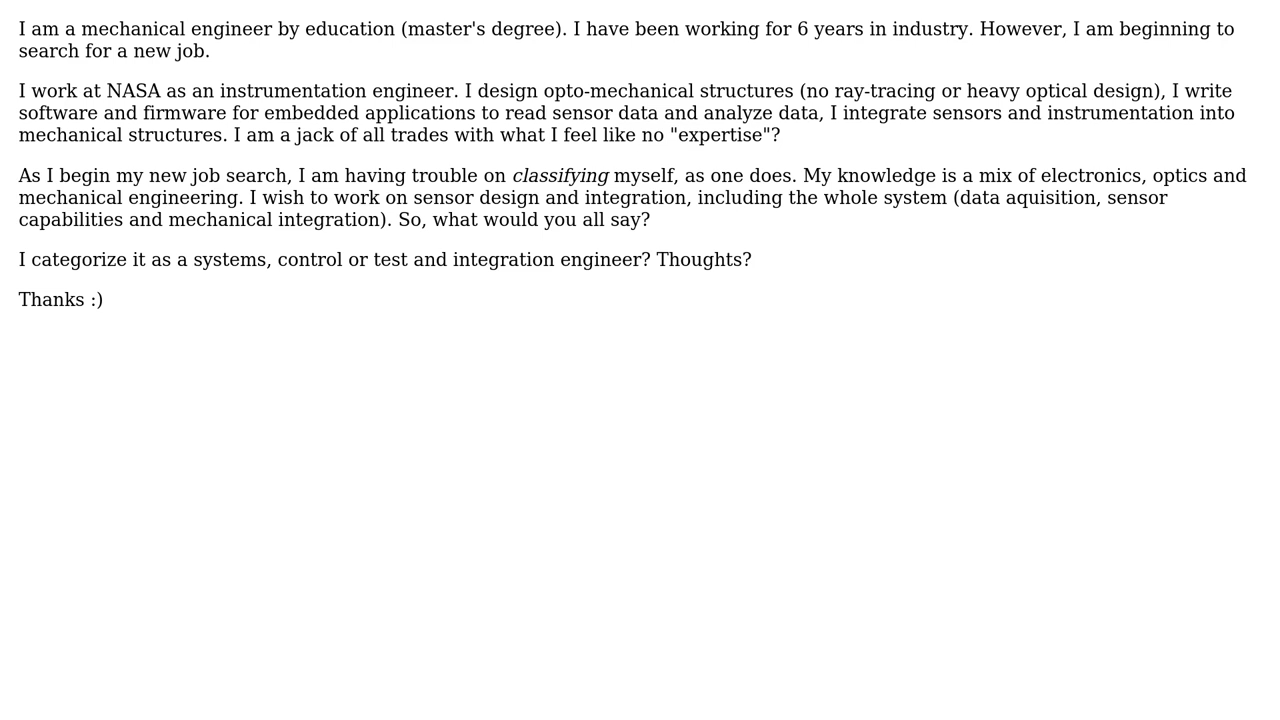 I am a mechanical engineer by education (master's degree). I have been working for 6 years in industry. However, I am beginning to
search for a new job.
I work at NASA as an instrumentation engineer. I design opto-mechanical structures (no ray-tracing or heavy optical design), I write
software and firmware for embedded applications to read sensor data and analyze data, I integrate sensors and instrumentation into
mechanical structures. I am a jack of all trades with what I feel like no "expertise"?
As I begin my new job search, I am having trouble on classifying myself, as one does. My knowledge is a mix of electronics, optics and
mechanical engineering. I wish to work on sensor design and integration, including the whole system (data aquisition, sensor
capabilities and mechanical integration). So, what would you all say?
I categorize it as a systems, control or test and integration engineer? Thoughts?
Thanks :)